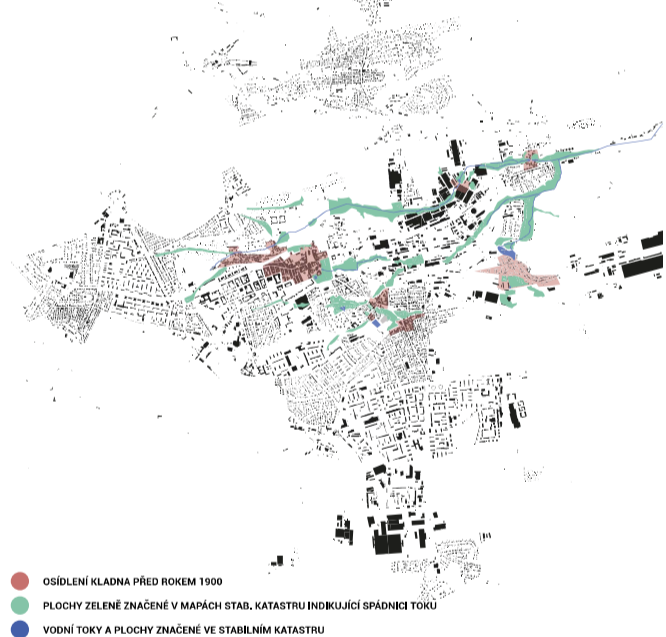 OSÍDLENÍ KLADNA PŘED ROKEM 1900
PLOCHY ZELENĚ ZNAČENÉ V MAPÁCH STAB. KATASTRU INDIKUJÍCÍ SPÁDNICI TOKU
VODNÍ TOKY A PLOCHY ZNAČENÉ VE STABILNÍM KATASTRU